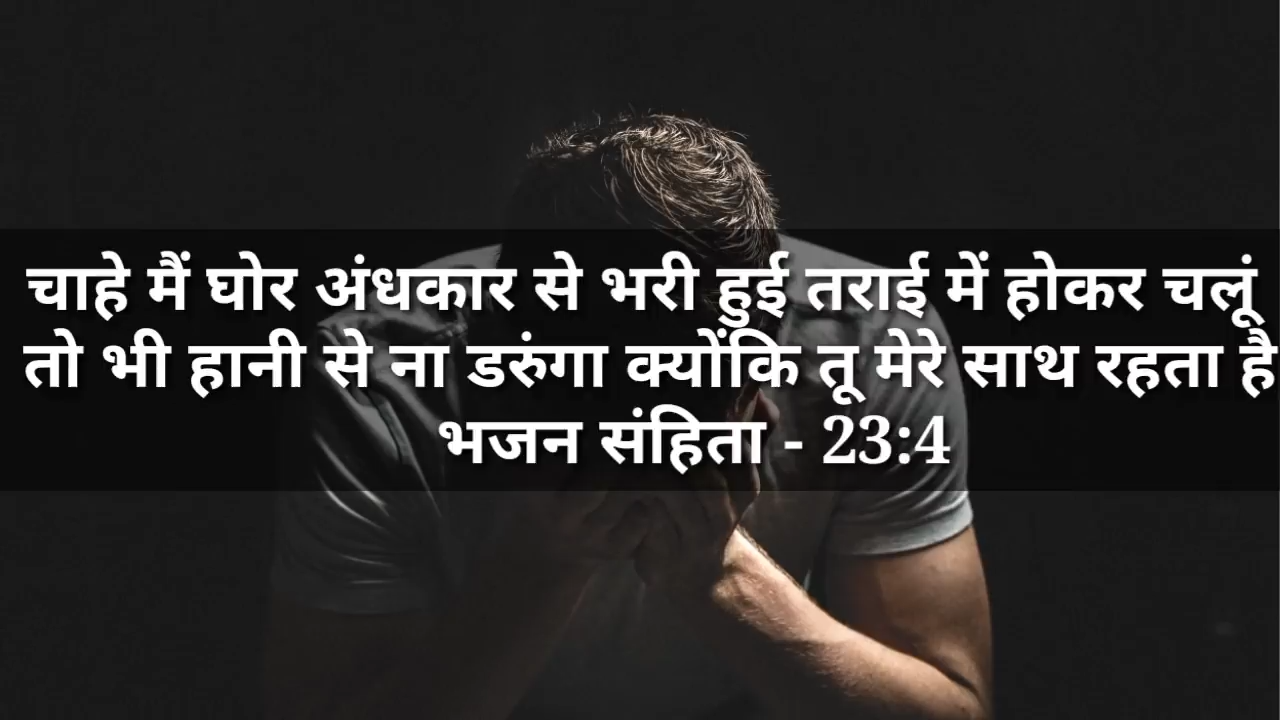 चाहे मैं घोर अंधकार से भरी हुई तराई में होकर चलूं
तो भी हानी से ना डरुंगा क्योंकि तू मेरे साथ रहता है
भजन संहिता - 23:4